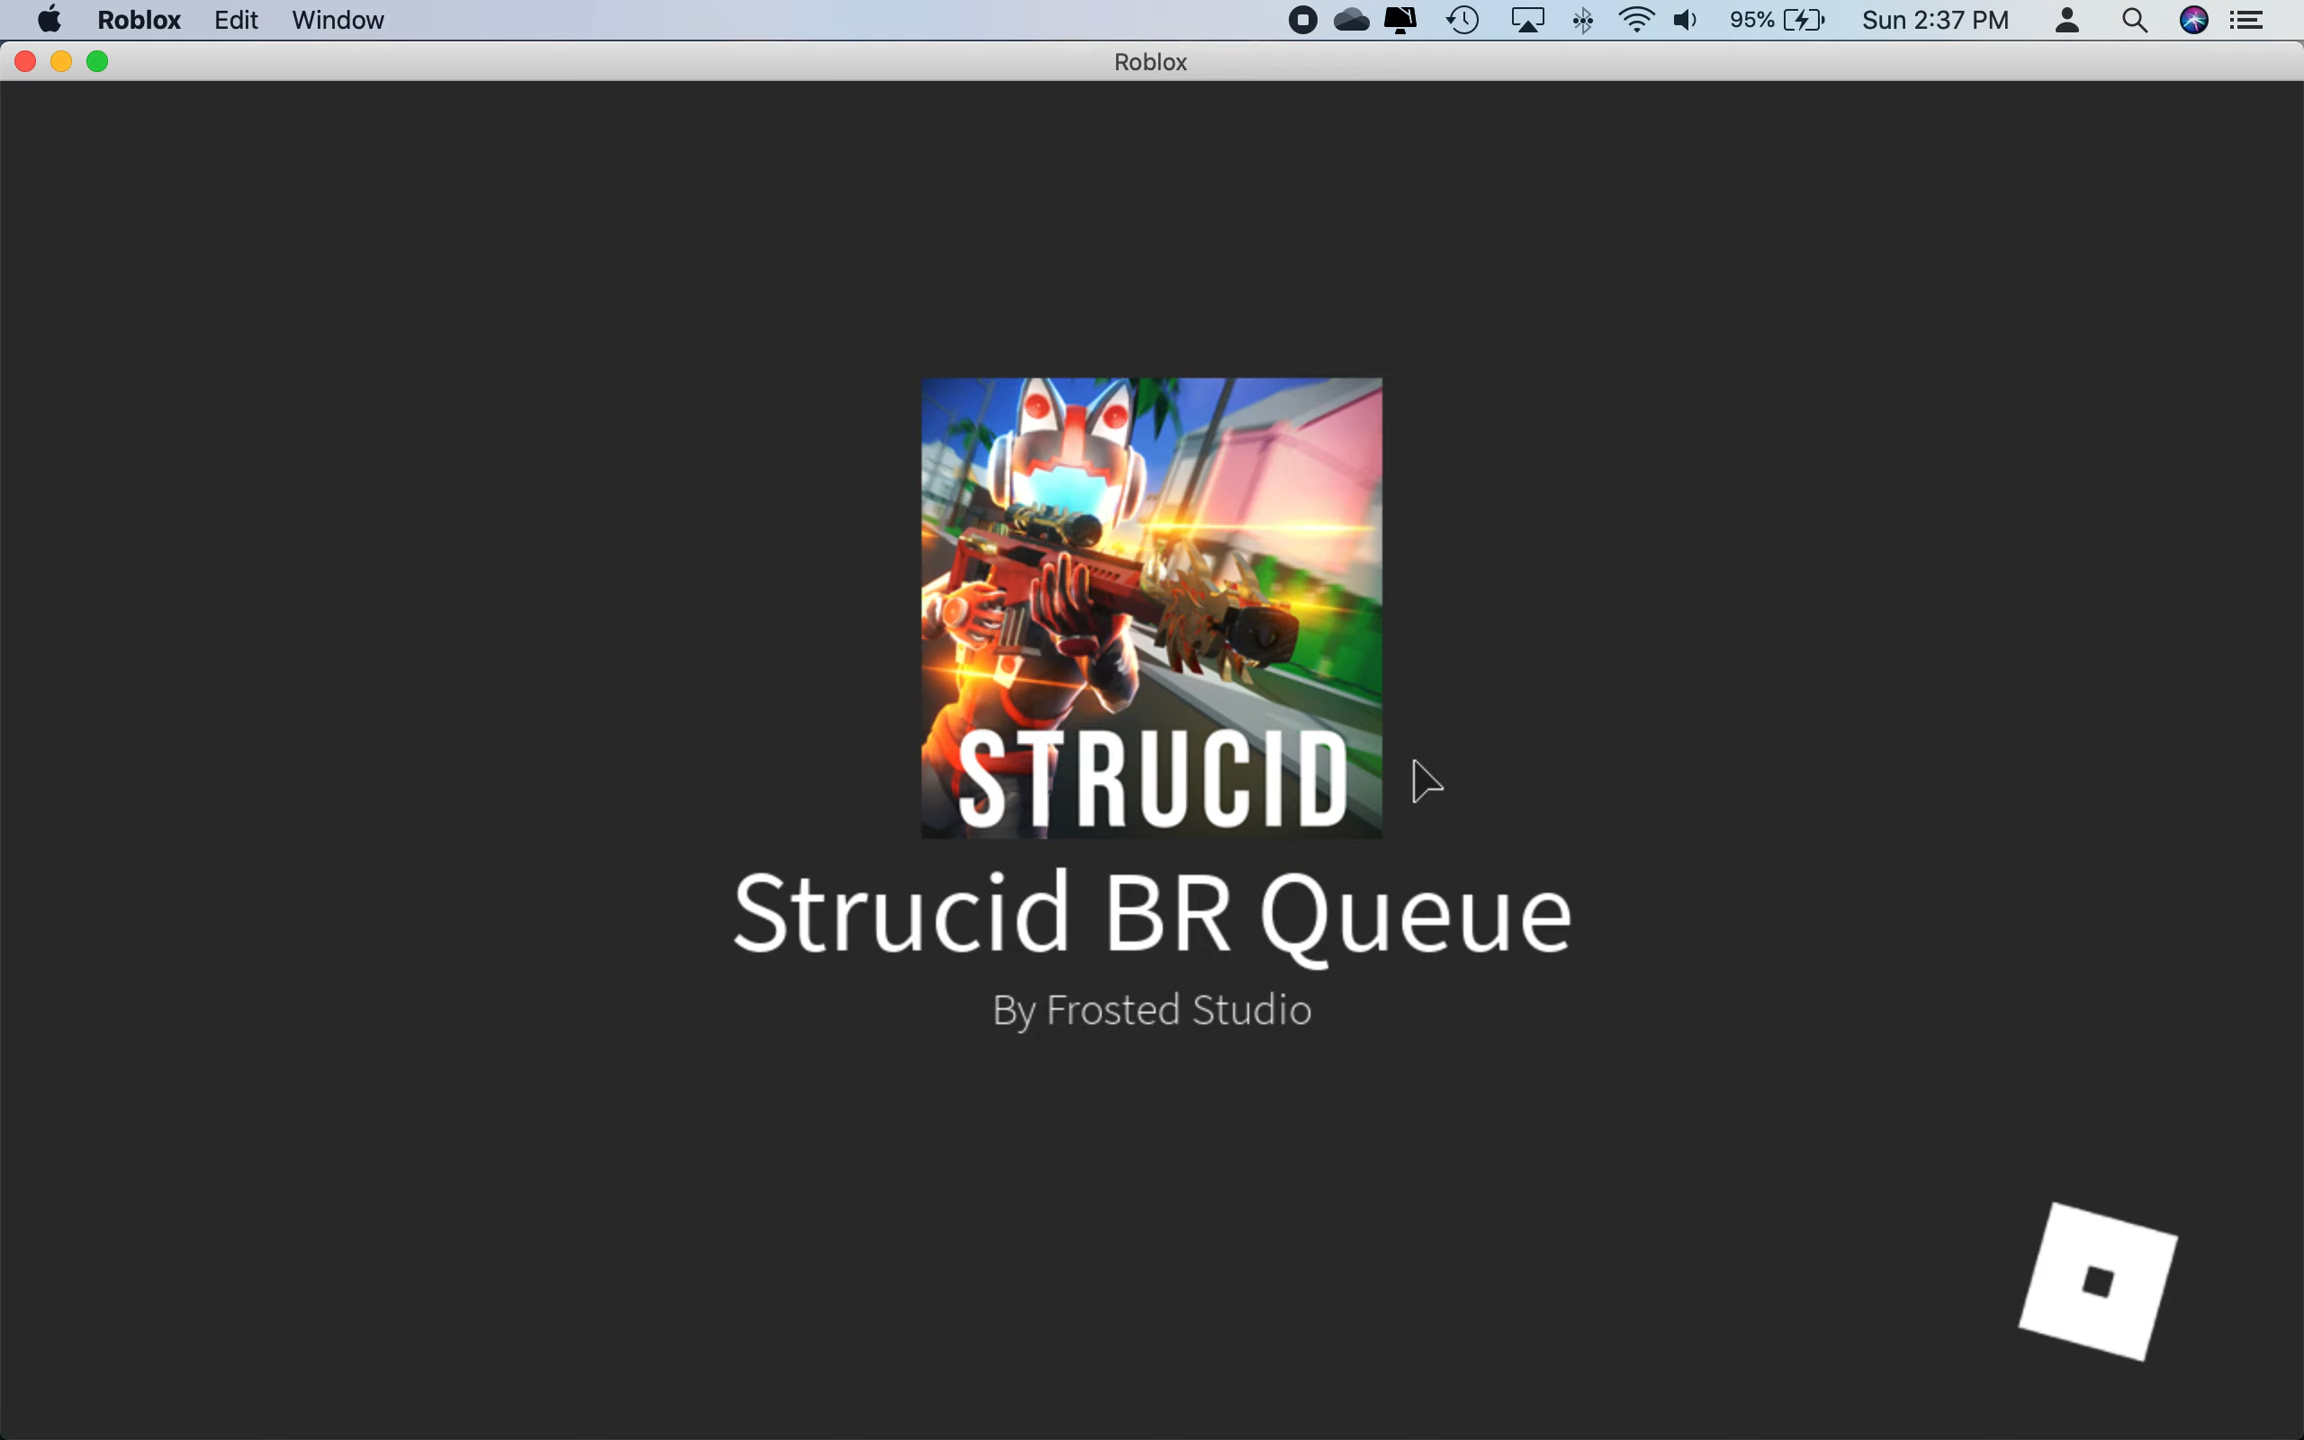 Roblox Edit Window 95% Sun 2:37 PM
Roblox
STRUCID
Strucid BR Queue
By Frosted Studio